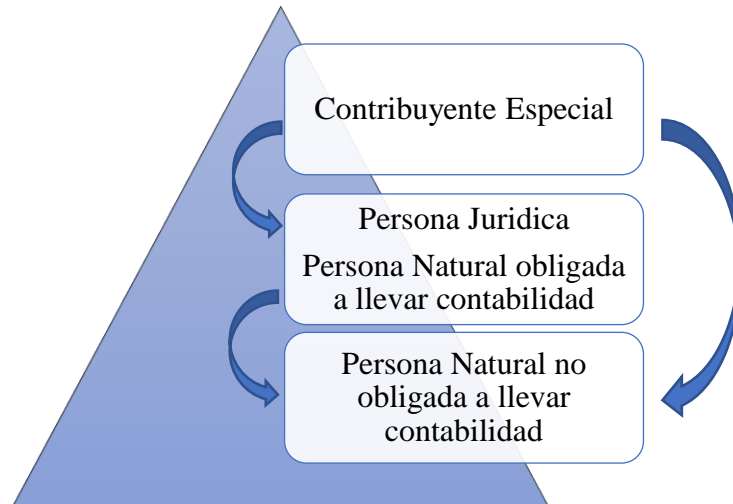 Contribuyente Especial
Persona Juridica
Persona Natural obligada
a llevar contabilidad
Persona Natural no
obligada a llevar
contabilidad